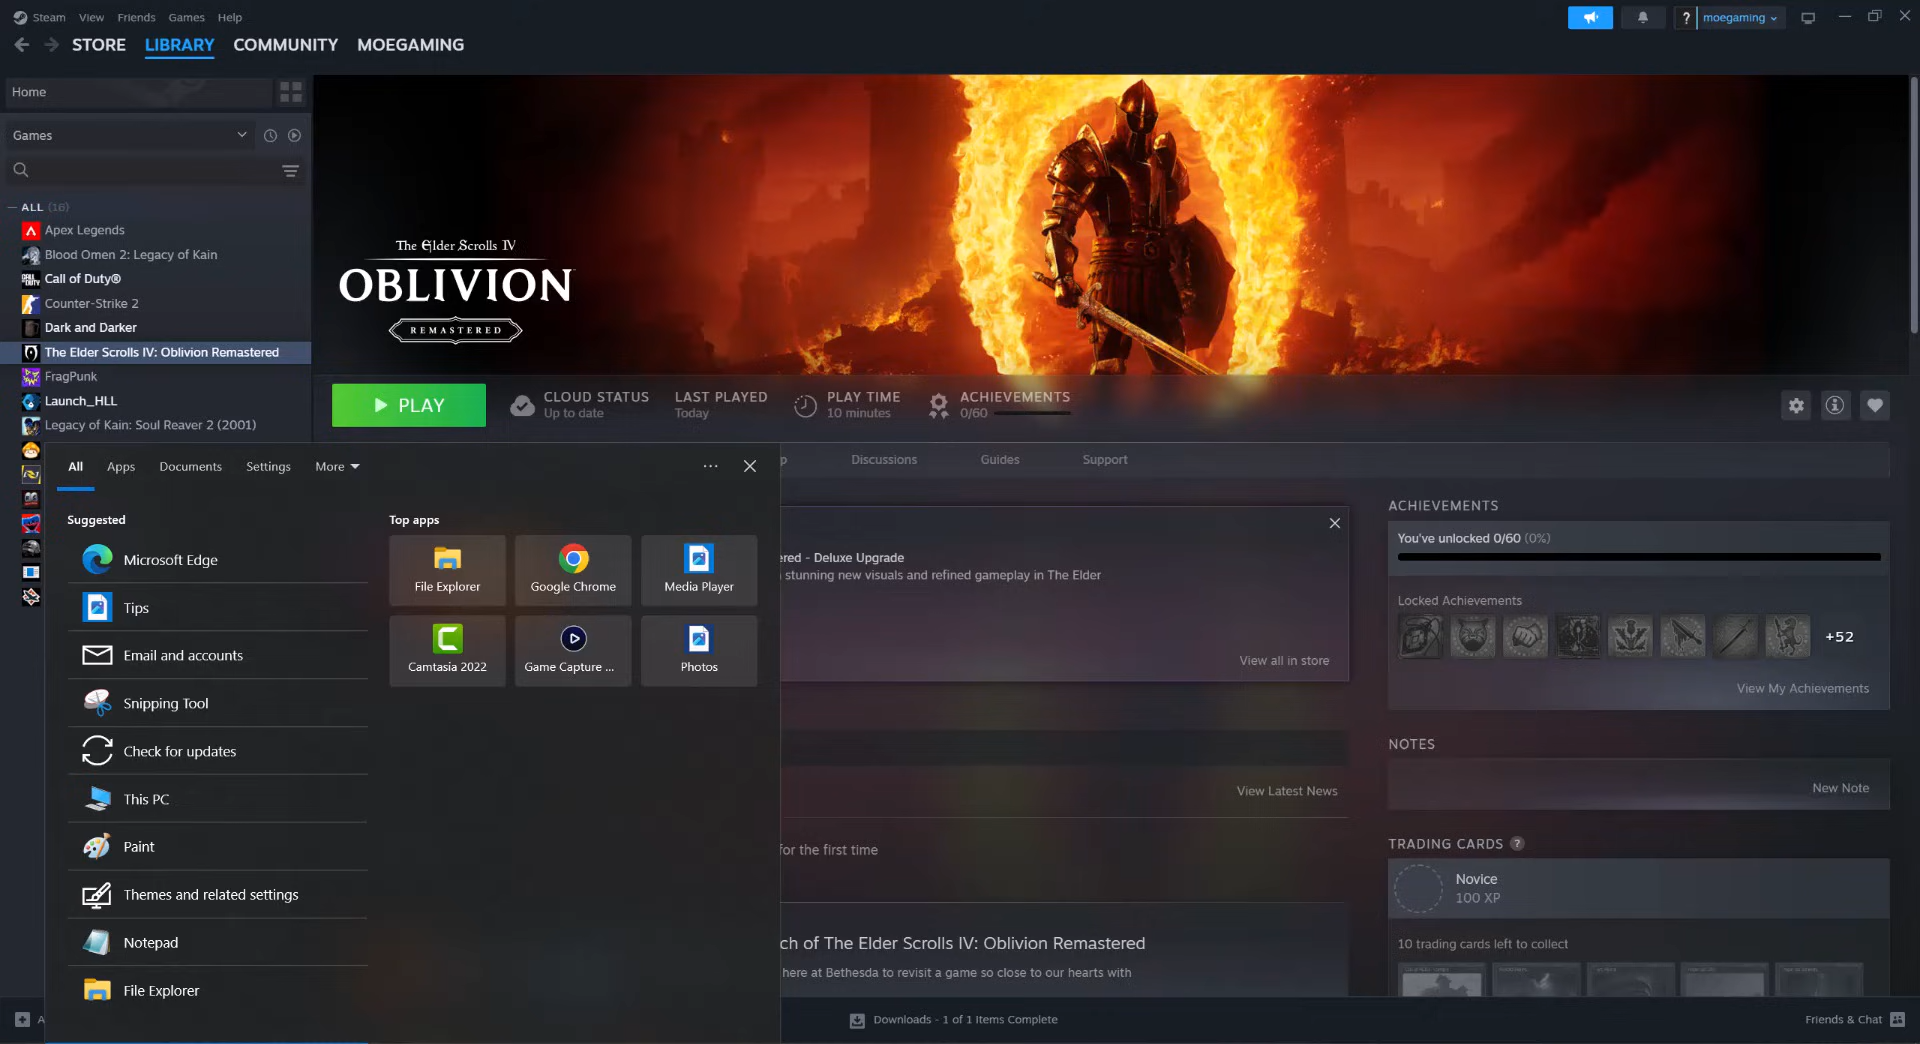 Steam View Friends Games Help
? moegaming
STORE LIBRARY COMMUNITY MOEGAMING
Home
Games
ALL (16)
Apex Legends
Blood Omen 2: Legacy of Kain
Call of Duty®
Counter-Strike 2
Dark and Darker
The Elder Scrolls IV: Oblivion Remastered
FragPunk
Launch_HLL
Legacy of Kain: Soul Reaver 2 (2001)
The Elder Scrolls IV
OBLIVION
REMASTERED
PLAY
CLOUD STATUS
Up to date
LAST PLAYED
Today
PLAY TIME
10 minutes
ACHIEVEMENTS
0/60
All Apps Documents Settings More
Suggested
Microsoft Edge
Tips
Email and accounts
Snipping Tool
Check for updates
This PC
Paint
Themes and related settings
Notepad
File Explorer
Top apps
File Explorer
Google Chrome
Media Player
Camtasia 2022
Game Capture ...
Photos
p Discussions Guides Support
ered - Deluxe Upgrade
stunning new visuals and refined gameplay in The Elder
View all in store
View Latest News
for the first time
ch of The Elder Scrolls IV: Oblivion Remastered
here at Bethesda to revisit a game so close to our hearts with
ACHIEVEMENTS
You've unlocked 0/60 (0%)
Locked Achievements
+52
View My Achievements
NOTES
New Note
TRADING CARDS ?
Novice
100 XP
10 trading cards left to collect
A
Downloads - 1 of 1 Items Complete
Friends & Chat